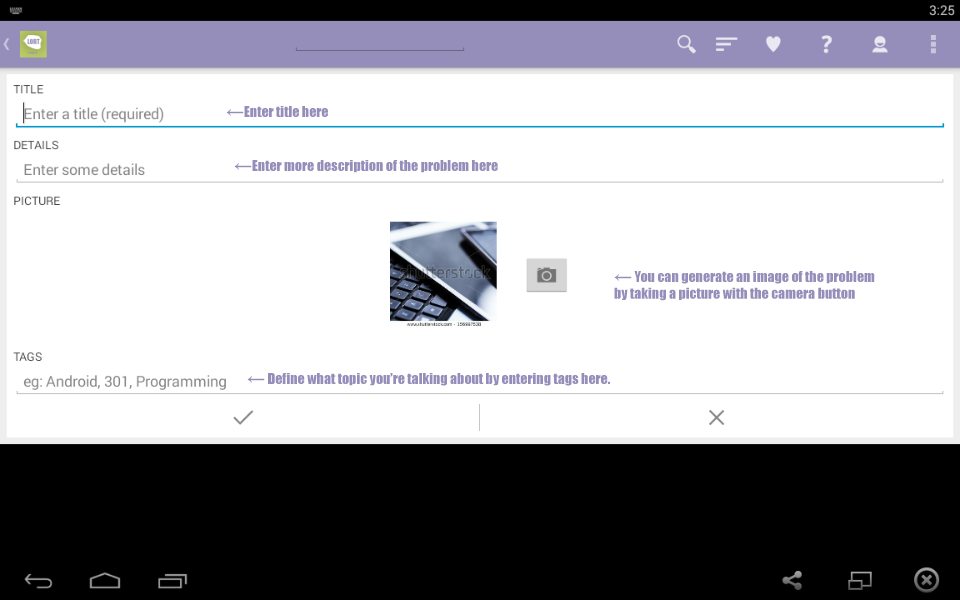 3:25
LGBT
TITLE
Enter a title (required)
←Enter title here
DETAILS
Enter some details
←Enter more description of the problem here
PICTURE
shutterstock
www.shutterstock.com
← You can generate an image of the problem
by taking a picture with the camera button
TAGS
eg: Android, 301, Programming
← Define what topic you're talking about by entering tags here.